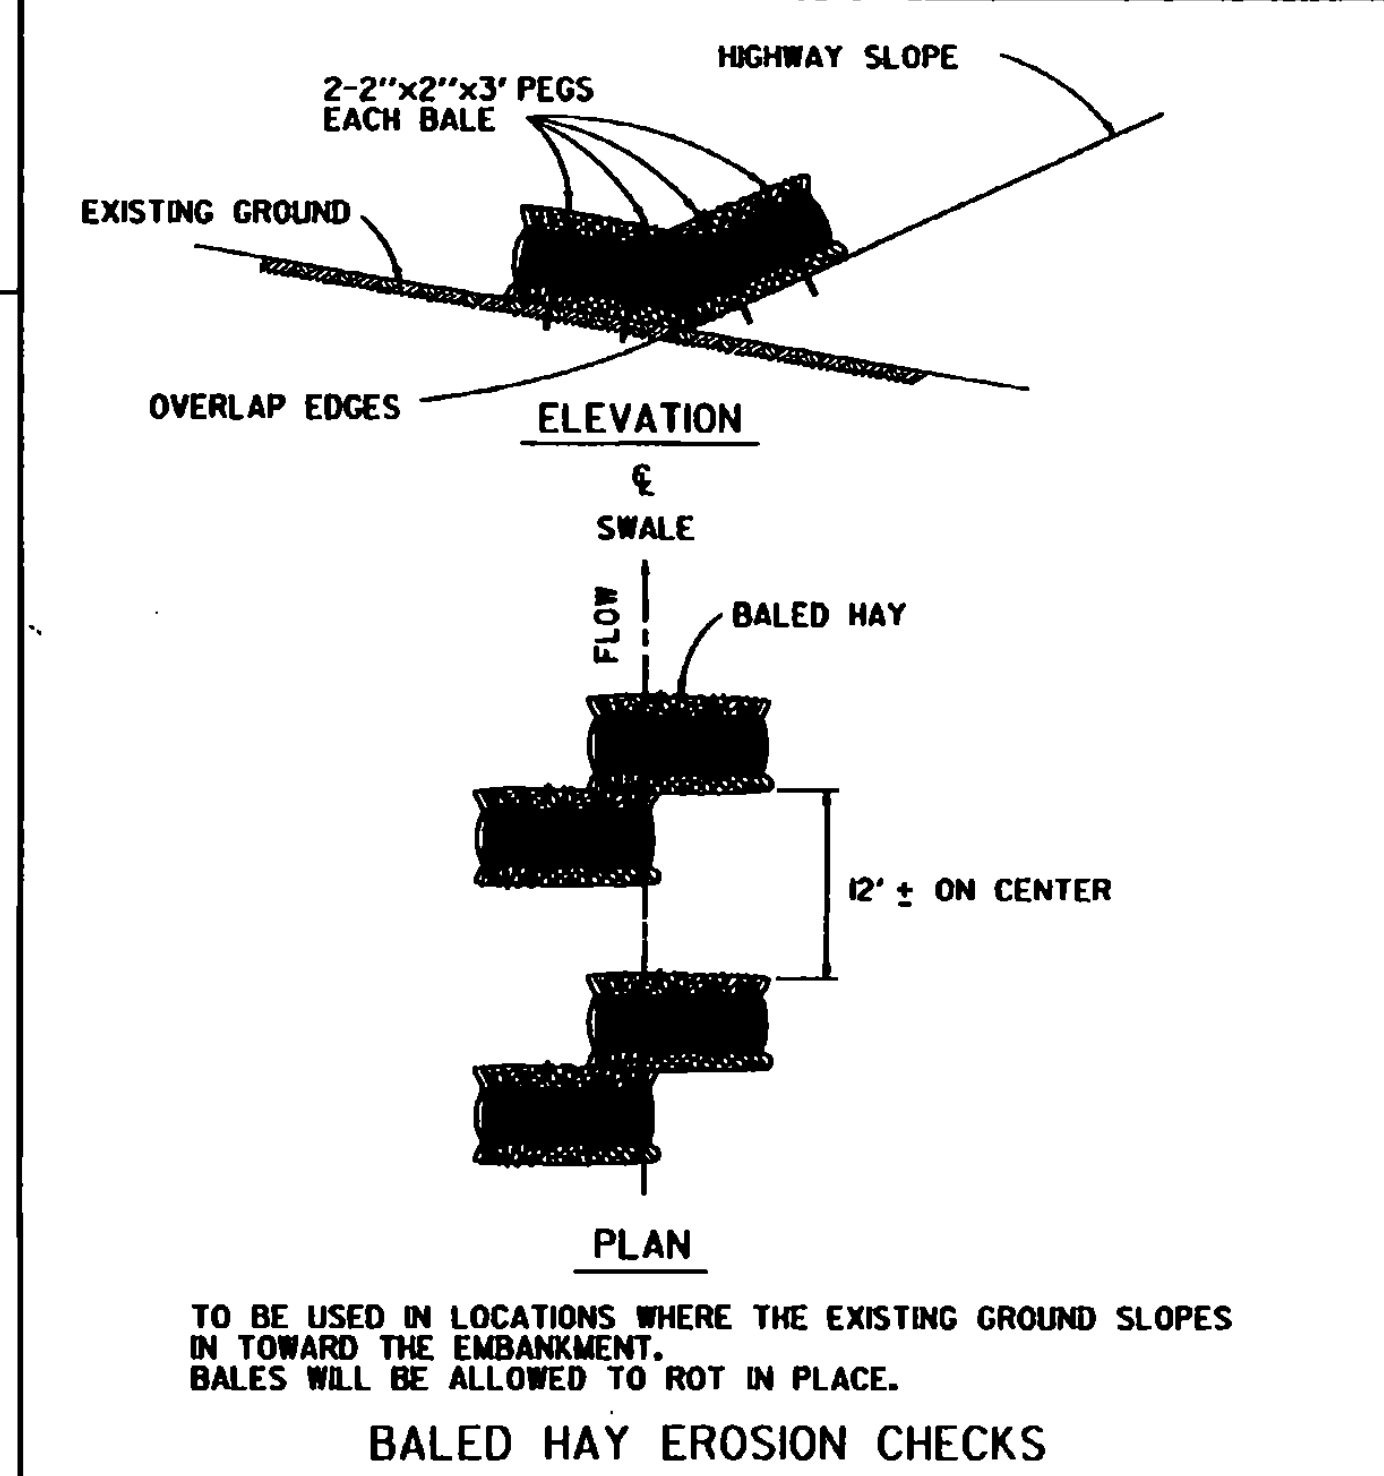 HIGHWAY SLOPE
2-2"x2"x3' PEGS
EACH BALE
EXISTING GROUND
OVERLAP EDGES
ELEVATION
℄
SWALE
FLOW
BALED HAY
12' ± ON CENTER
PLAN
TO BE USED IN LOCATIONS WHERE THE EXISTING GROUND SLOPES
IN TOWARD THE EMBANKMENT.
BALES WILL BE ALLOWED TO ROT IN PLACE.
BALED HAY EROSION CHECKS